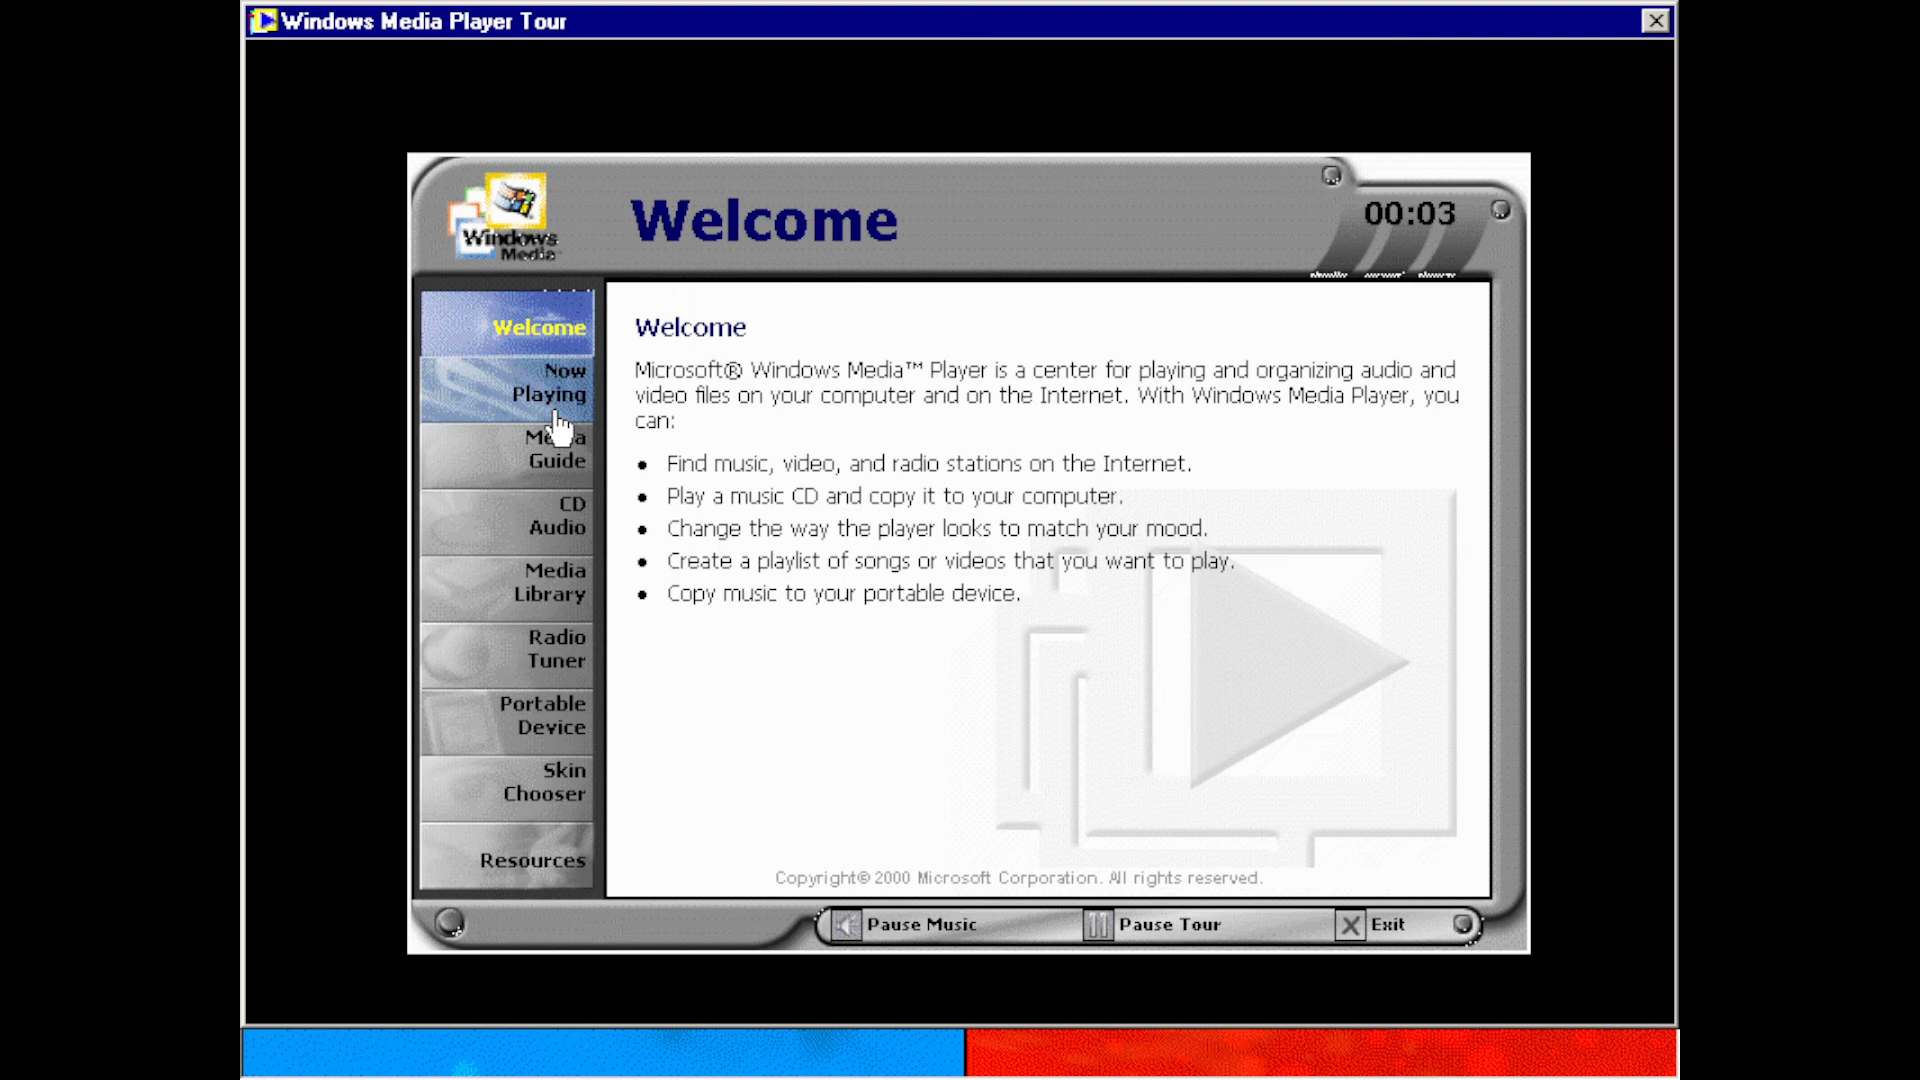 Windows Media Player Tour
Windows
Media
Welcome
00:03
Welcome
Now
Playing
Media
Guide
CD
Audio
Media
Library
Radio
Tuner
Portable
Device
Skin
Chooser
Resources
Welcome
Microsoft® Windows Media™ Player is a center for playing and organizing audio and
video files on your computer and on the Internet. With Windows Media Player, you
can:
• Find music, video, and radio stations on the Internet.
• Play a music CD and copy it to your computer.
• Change the way the player looks to match your mood.
• Create a playlist of songs or videos that you want to play.
• Copy music to your portable device.
Copyright© 2000 Microsoft Corporation. All rights reserved.
Pause Music
Pause Tour
Exit